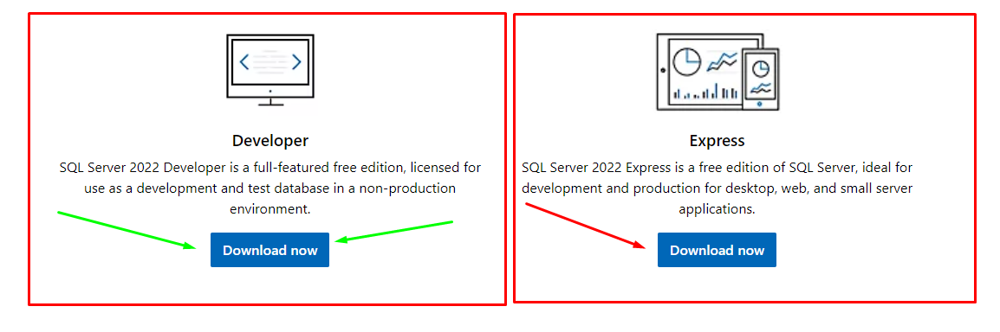 Developer
SQL Server 2022 Developer is a full-featured free edition, licensed for
use as a development and test database in a non-production
environment.
Download now
Express
SQL Server 2022 Express is a free edition of SQL Server, ideal for
development and production for desktop, web, and small server
applications.
Download now